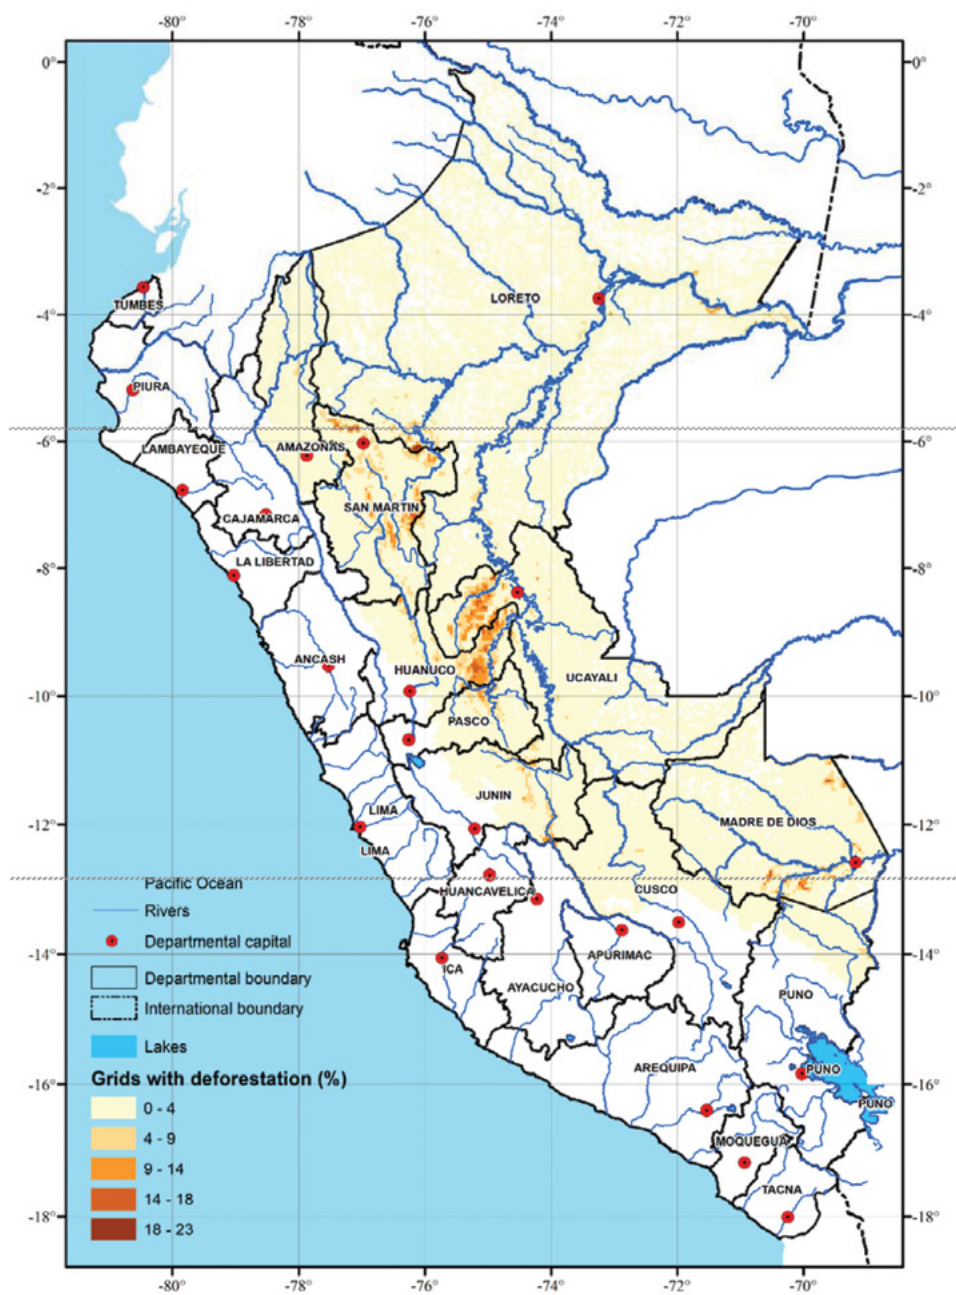 -80° -78° -76° -74° -72° -70°
0° 0°
-2° -2°
LORETO
TUMBES
-4° -4°
PIURA
-6° -6°
LAMBAYEQUE AMAZOÑAS
SAN MARTIN
CAJAMARCA
LA LIBERTAD
-8° -8°
ANCASH
HUANUCO
UCAYALI
-10° -10°
PASCO
JUNIN
LIMA
MADRE DE DIOS
-12° -12°
LIMA
HUANCAVELICA
CUSCO
-14° -14°
APURIMAC
ICA
AYACUCHO
PUNO
AREQUIPA
PUNO
-16° -16°
PUNO
MOQUEGUA
TACNA
-18° -18°
Pacific Ocean
Rivers
Departmental capital
Departmental boundary
International boundary
Lakes
Grids with deforestation (%)
0 - 4
4 - 9
9 - 14
14 - 18
18 - 23
-80° -78° -76° -74° -72° -70°